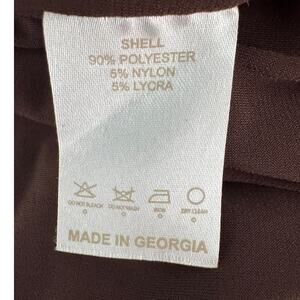 SHELL
90% POLYESTER
5% NYLON
5% LYCRA
DO NOT BLEACH DO NOT WASH IRON DRY CLEAN
MADE IN GEORGIA